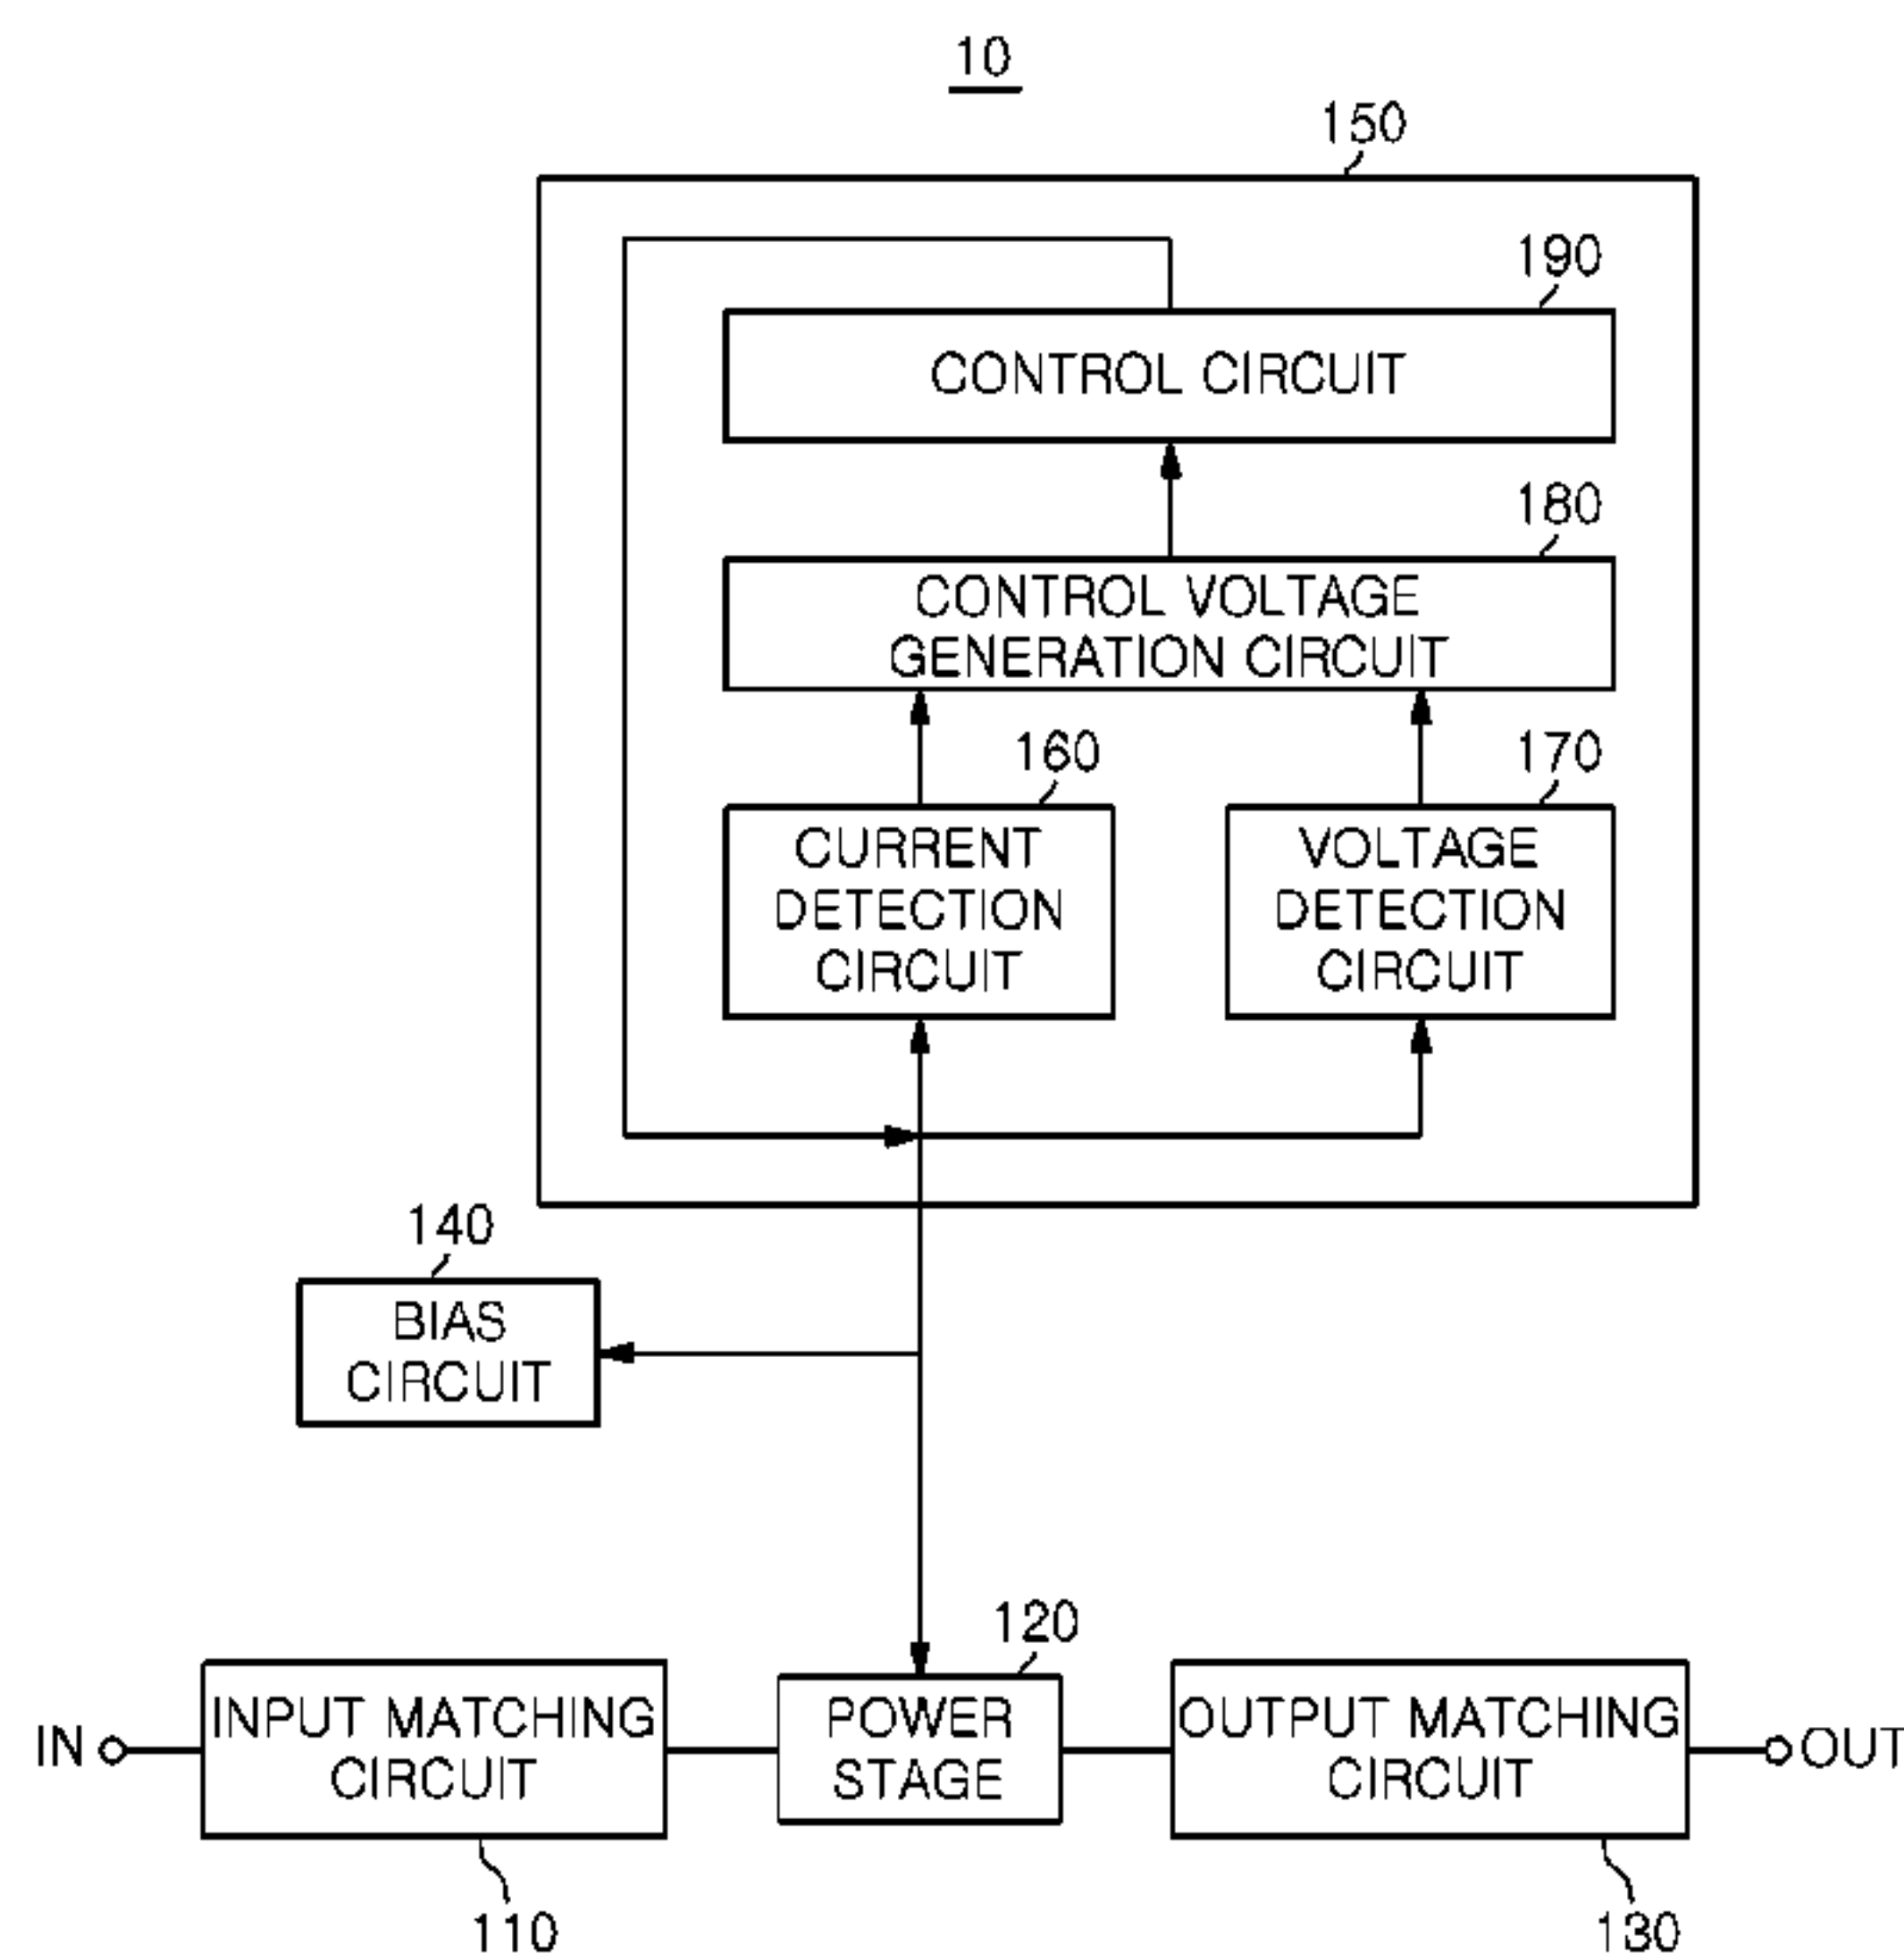 10
150
190
CONTROL CIRCUIT
180
CONTROL VOLTAGE
GENERATION CIRCUIT
160
CURRENT
DETECTION
CIRCUIT
170
VOLTAGE
DETECTION
CIRCUIT
140
BIAS
CIRCUIT
120
IN
INPUT MATCHING
CIRCUIT
POWER
STAGE
OUTPUT MATCHING
CIRCUIT
OUT
110
130